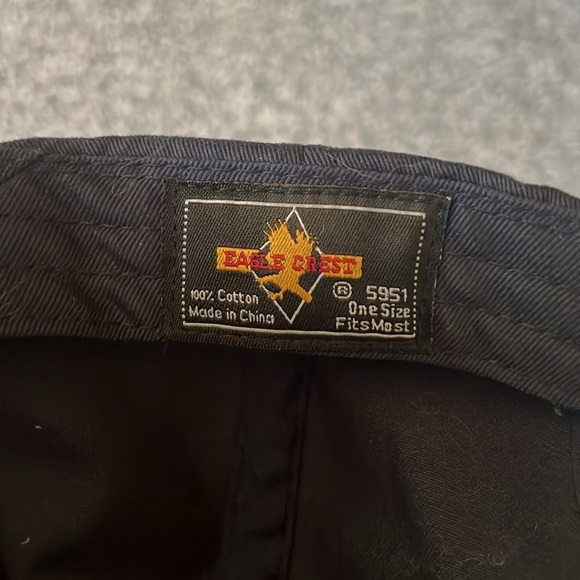 EAGLE CREST
100% Cotton
Made in China
® 5951
One Size
Fits Most